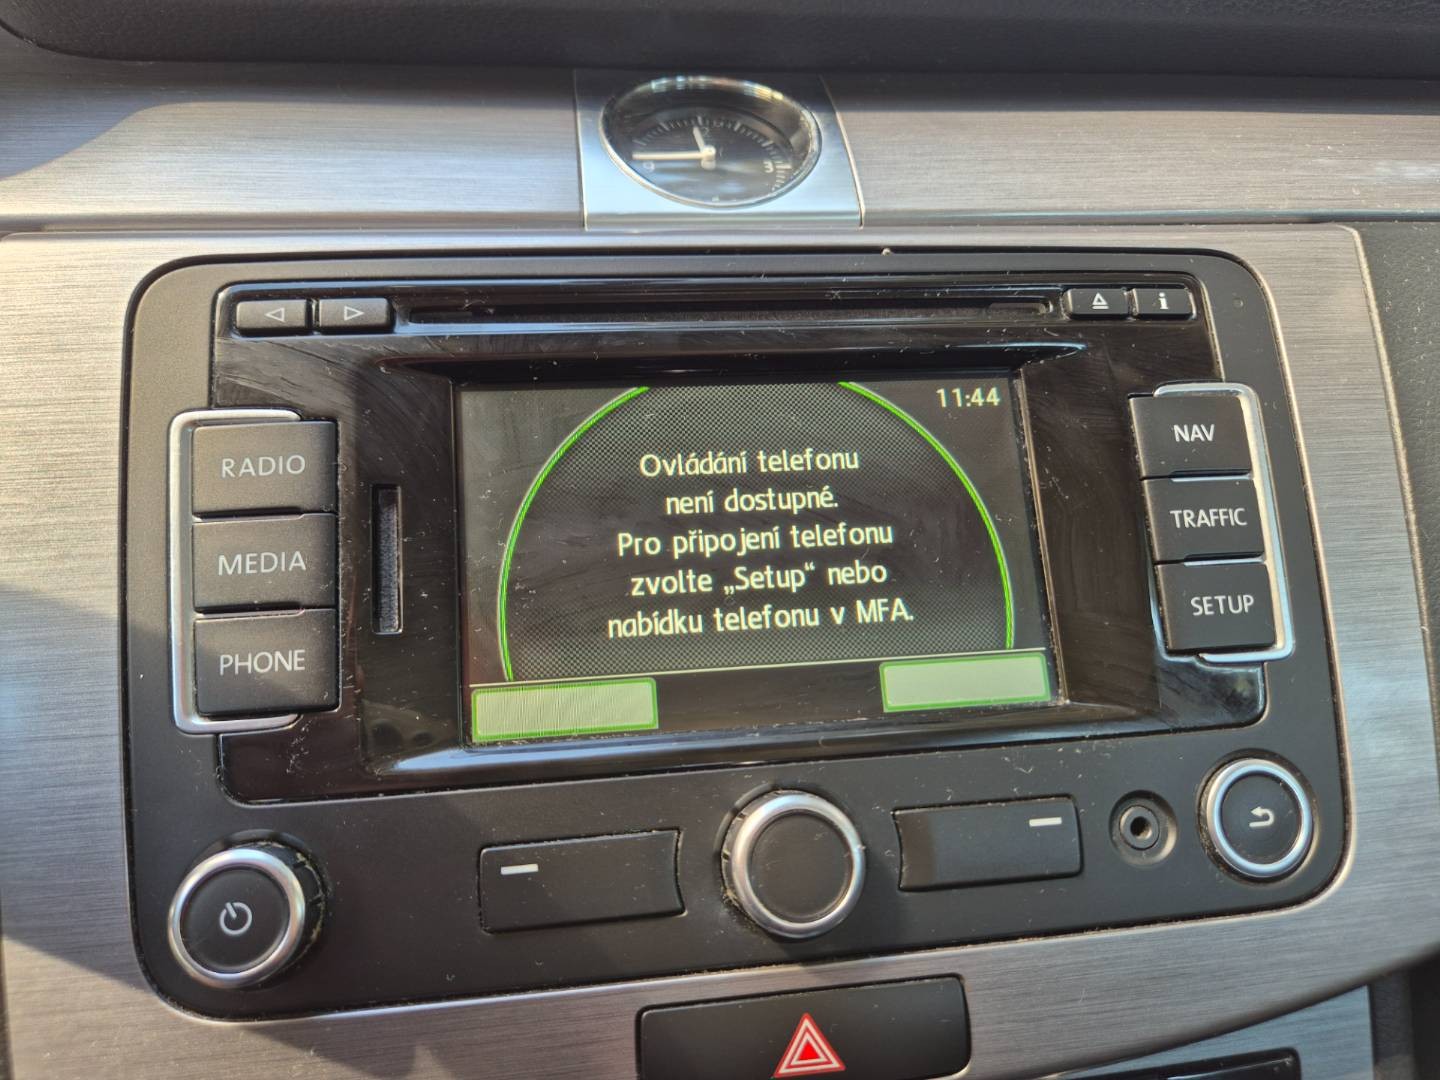 RADIO
MEDIA
PHONE
11:44
Ovládání telefonu
není dostupné.
Pro připojení telefonu
zvolte „Setup“ nebo
nabídku telefonu v MFA.
NAV
TRAFFIC
SETUP